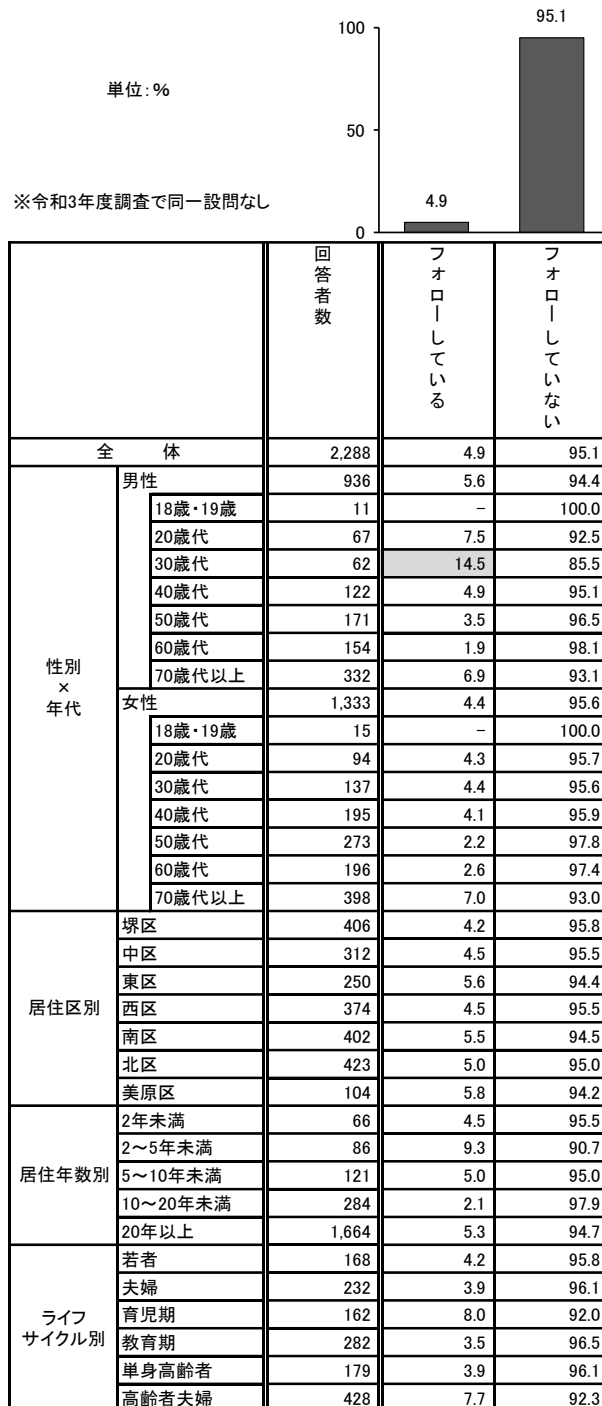 95.1
100
単位：％
50
※令和3年度調査で同一設問なし
4.9
0
回答者数 フォローしている フォローしていない
全 体 2,288 4.9 95.1
性別×年代
男性 936 5.6 94.4
18歳・19歳 11 － 100.0
20歳代 67 7.5 92.5
30歳代 62 14.5 85.5
40歳代 122 4.9 95.1
50歳代 171 3.5 96.5
60歳代 154 1.9 98.1
70歳代以上 332 6.9 93.1
女性 1,333 4.4 95.6
18歳・19歳 15 － 100.0
20歳代 94 4.3 95.7
30歳代 137 4.4 95.6
40歳代 195 4.1 95.9
50歳代 273 2.2 97.8
60歳代 196 2.6 97.4
70歳代以上 398 7.0 93.0
居住区別
堺区 406 4.2 95.8
中区 312 4.5 95.5
東区 250 5.6 94.4
西区 374 4.5 95.5
南区 402 5.5 94.5
北区 423 5.0 95.0
美原区 104 5.8 94.2
居住年数別
2年未満 66 4.5 95.5
2～5年未満 86 9.3 90.7
5～10年未満 121 5.0 95.0
10～20年未満 284 2.1 97.9
20年以上 1,664 5.3 94.7
ライフサイクル別
若者 168 4.2 95.8
夫婦 232 3.9 96.1
育児期 162 8.0 92.0
教育期 282 3.5 96.5
単身高齢者 179 3.9 96.1
高齢者夫婦 428 7.7 92.3